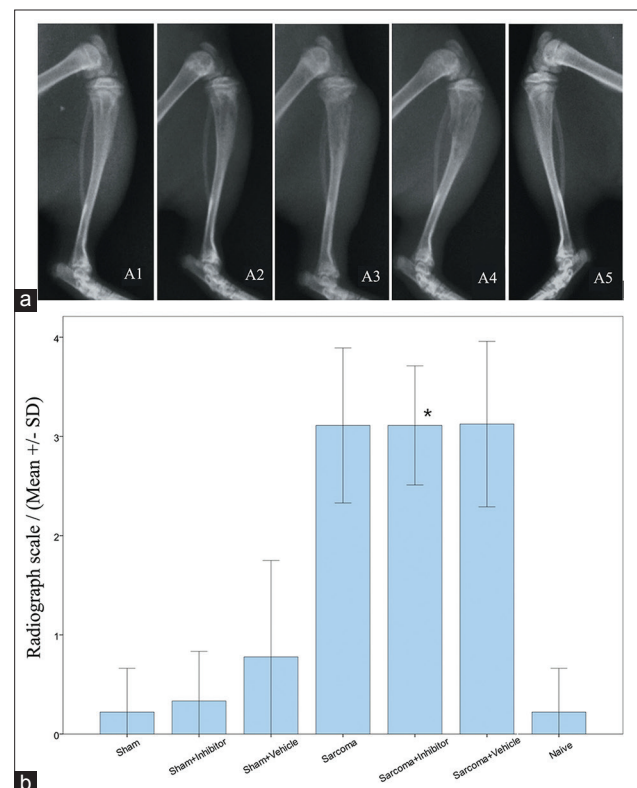 A1 A2 A3 A4 A5
a
Radiograph scale / (Mean +/- SD)
4
3
2
1
0
*
Sham Sham+Inhibitor Sham+Vehicle Sarcoma Sarcoma+Inhibitor Sarcoma+Vehicle Naive
b